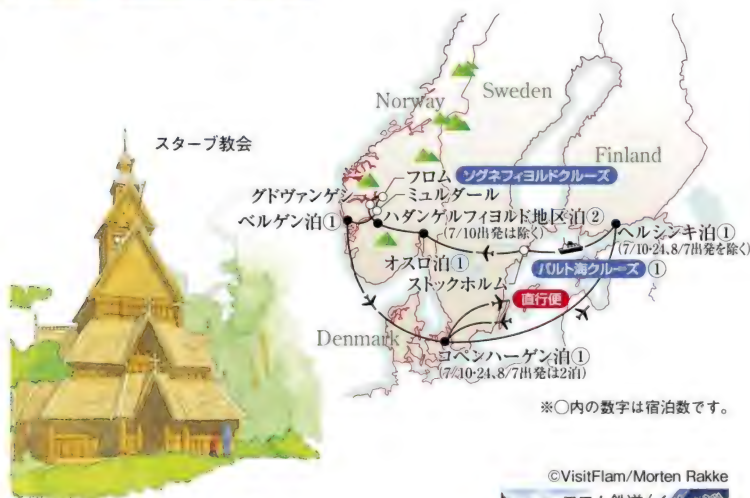 スターブ教会
Norway
Sweden
Finland
フロム ソグネフィヨルドクルーズ
グドヴァンゲン
ミュルダール
ベルゲン泊①
ハダンゲルフィヨルド地区泊②
(7/10出発は除く)
ヘルシンキ泊①
(7/10・24、8/7出発を除く)
オスロ泊①
バルト海クルーズ ①
ストックホルム
直行便
Denmark
コペンハーゲン泊①
(7/10・24、8/7出発は2泊)
※○内の数字は宿泊数です。
©VisitFlam/Morten Rakke